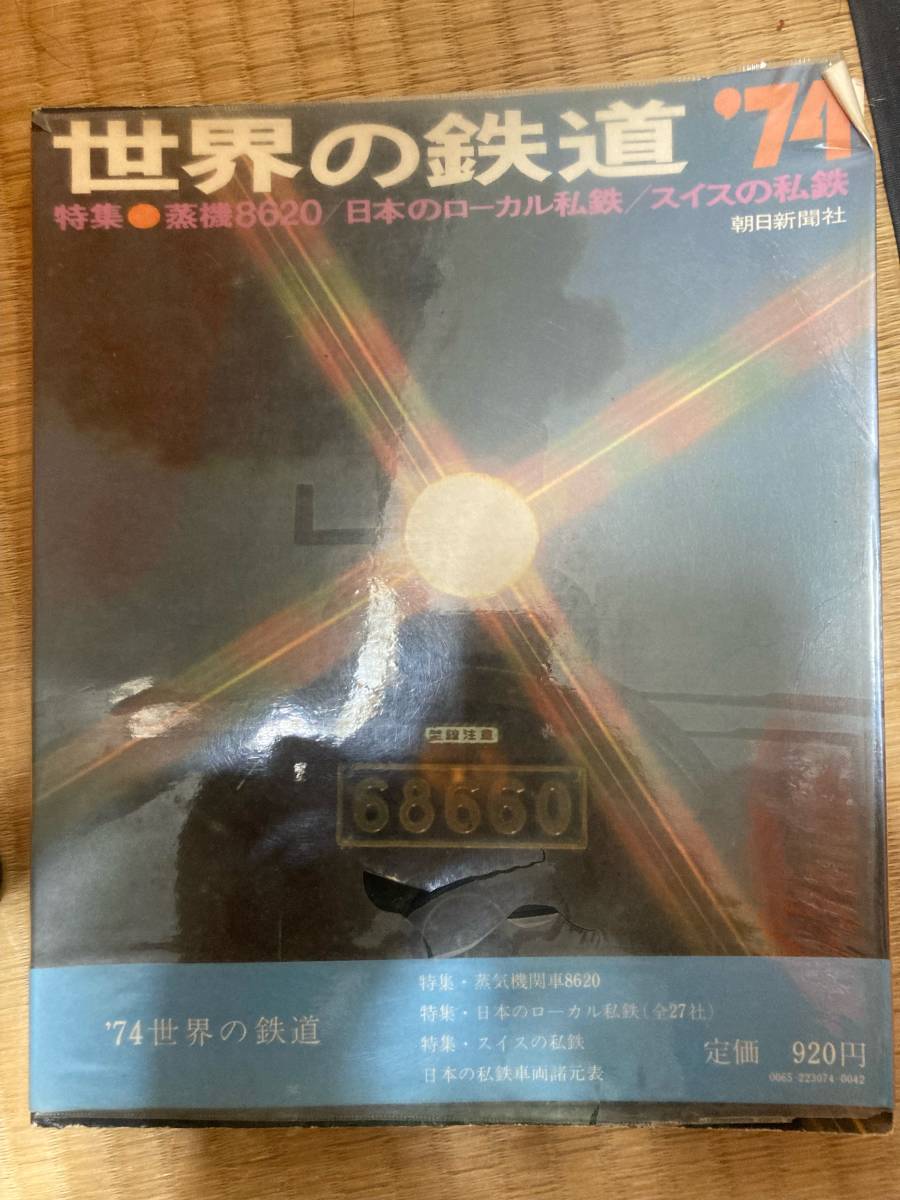 世界の鉄道 '74
特集●蒸機8620/日本のローカル私鉄/スイスの私鉄
朝日新聞社
架線注意
68660
'74世界の鉄道
特集・蒸気機関車8620
特集・日本のローカル私鉄(全27社)
特集・スイスの私鉄
日本の私鉄車両諸元表
定価 920円
0065-223074-0042